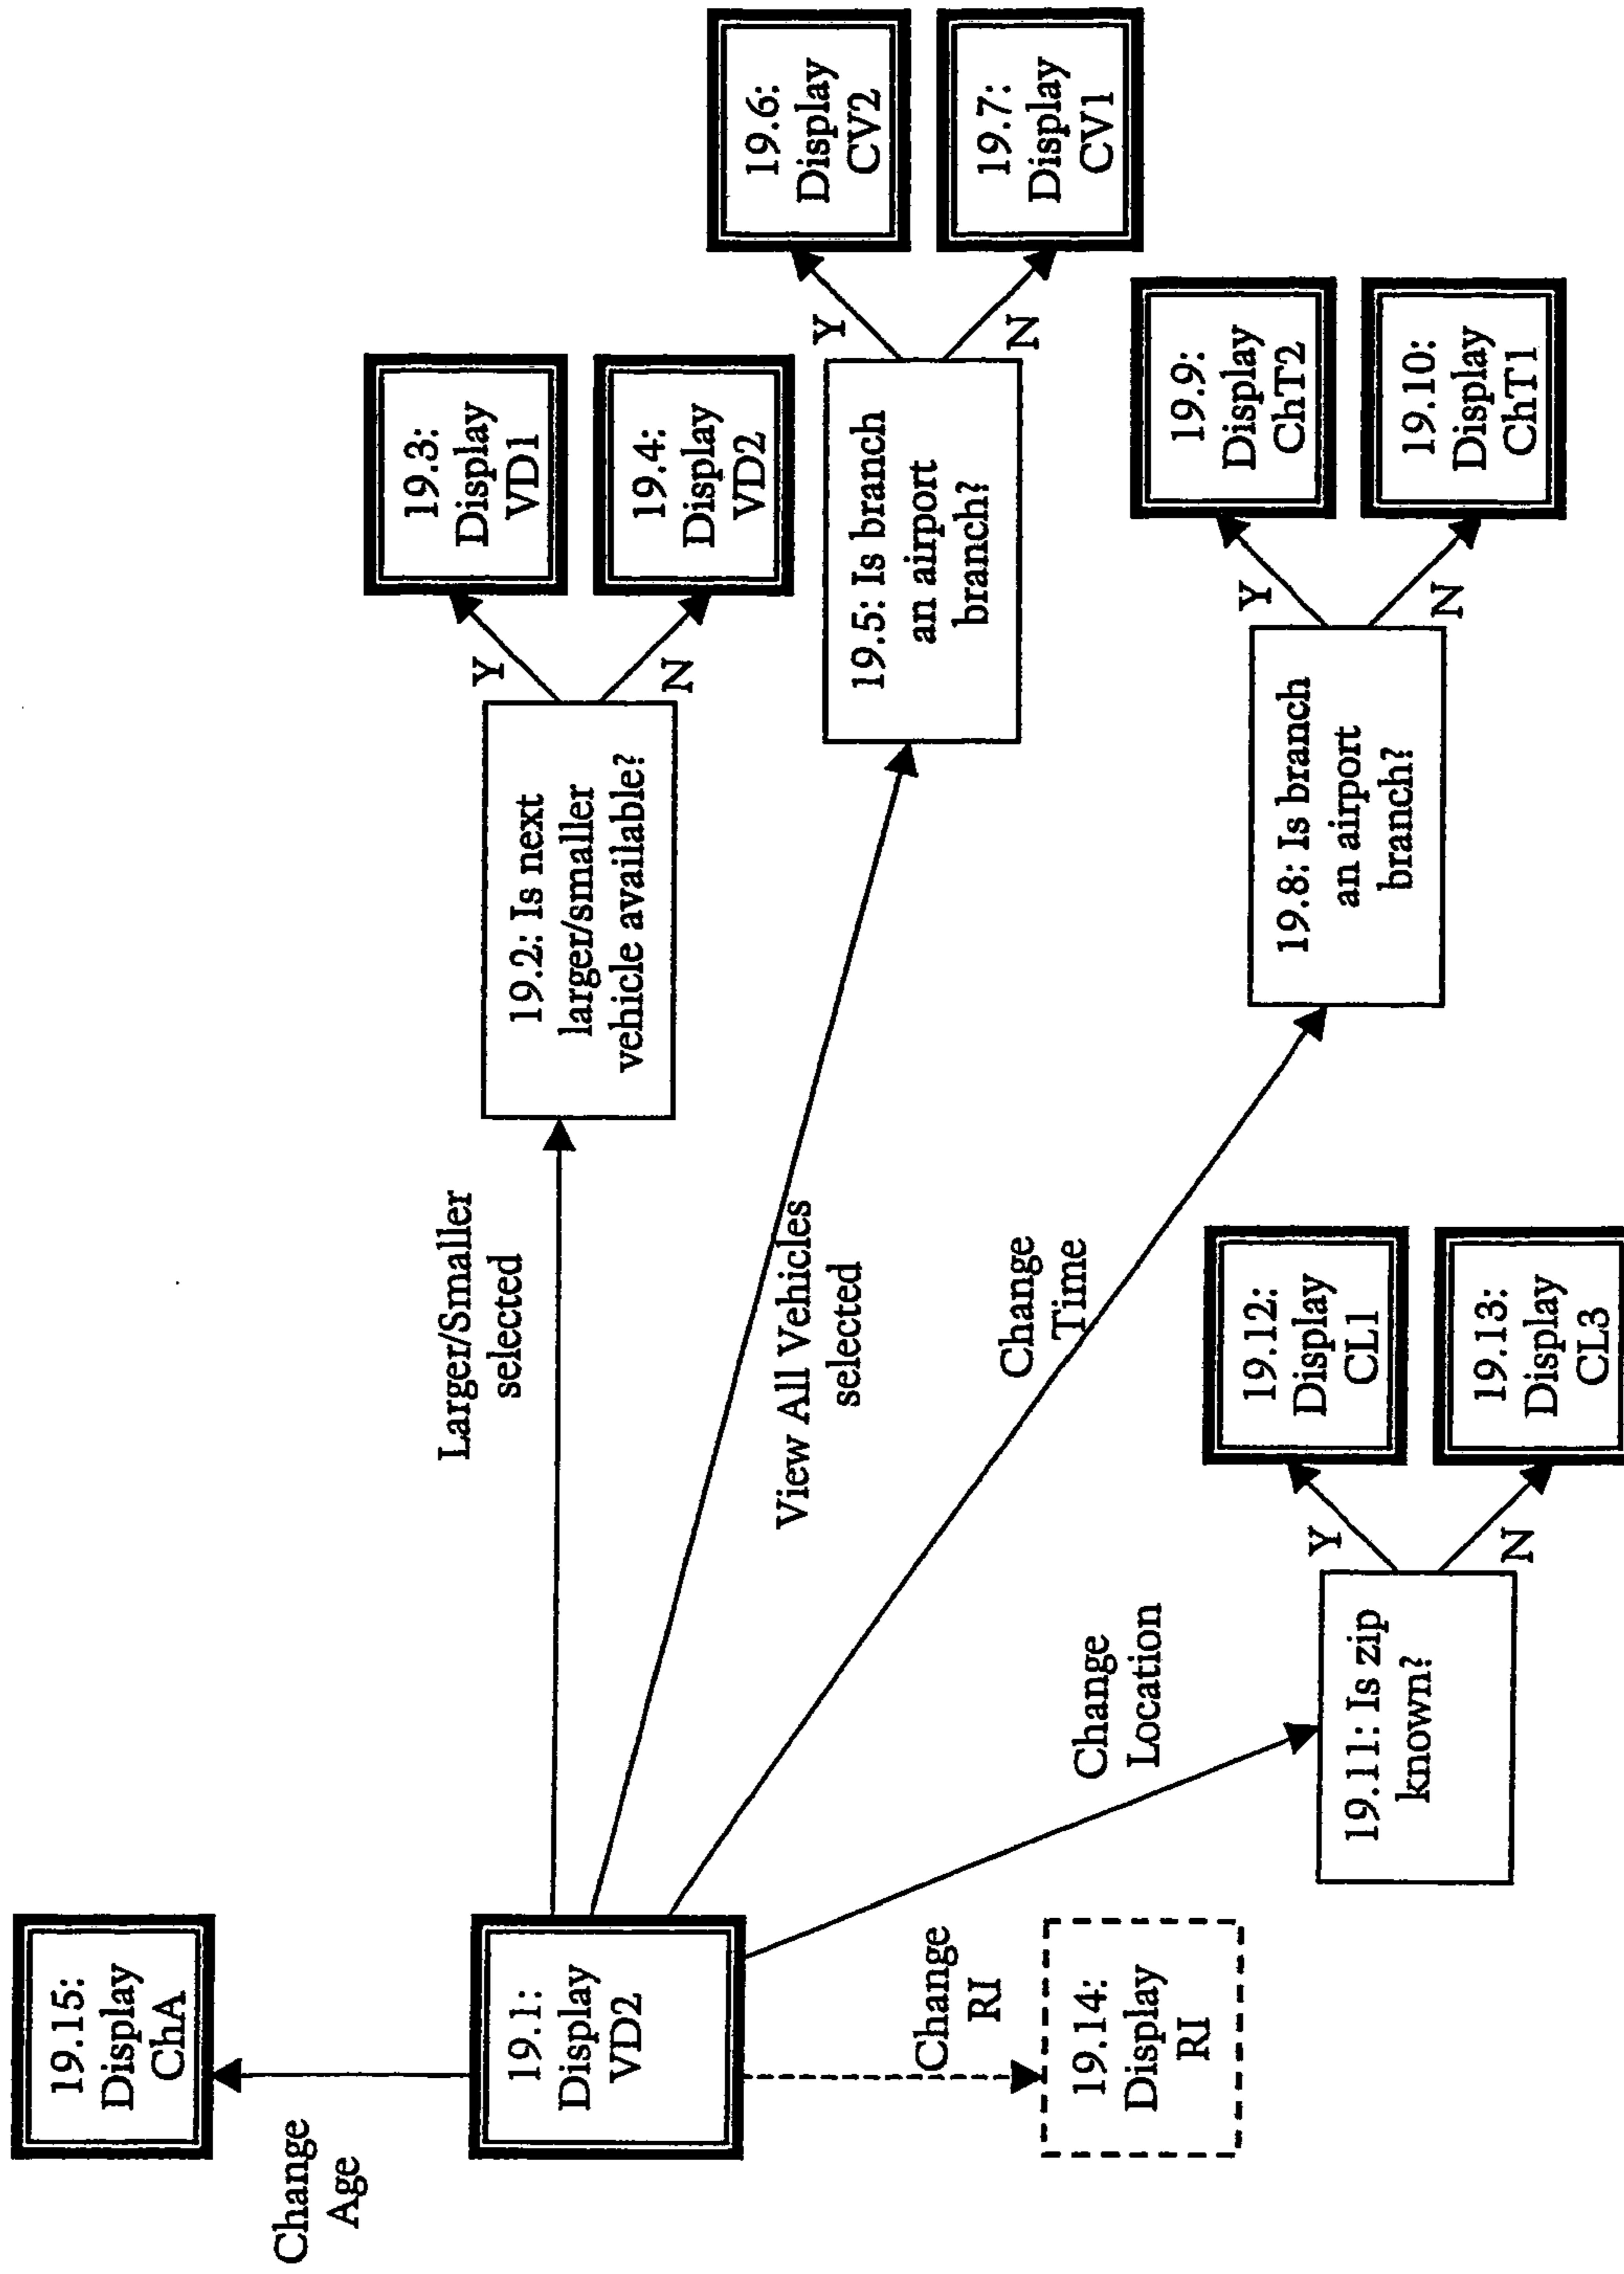 19.15:
Display
ChA
Change
Age
19.1:
Display
VD2
Change
RI
19.14:
Display
RI
Larger/Smaller
selected
19.2: Is next
larger/smaller
vehicle available?
Y
N
19.3:
Display
VD1
19.4:
Display
VD2
View All Vehicles
selected
19.5: Is branch
an airport
branch?
Y
N
19.6:
Display
CV2
19.7:
Display
CV1
Change
Time
19.8: Is branch
an airport
branch?
Y
N
19.9:
Display
ChT2
19.10:
Display
ChT1
Change
Location
19.11: Is zip
known?
Y
N
19.12:
Display
CL1
19.13:
Display
CL3